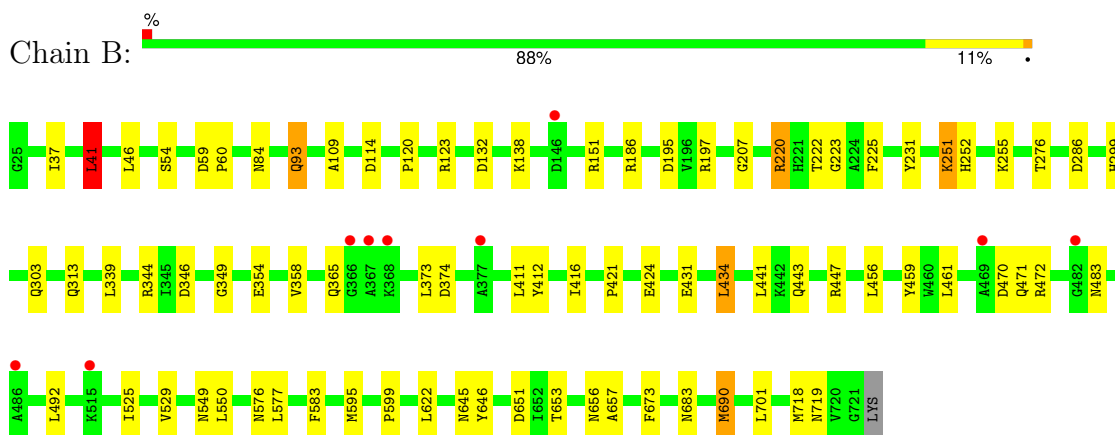 %
Chain B:
88% 11% •
G25 I37 L41 L46 S54 D59 P60 N84 Q93 A109 D114 P120 R123 D132 K138 D146 R151 R186 D195 V196 R197 G207 R220 H221 T222 G223 A224 F225 Y231 K251 H252 K255 T276 D286 H299
Q303 Q313 L339 R344 I345 D346 G349 E354 V358 Q365 G366 A367 K368 L373 D374 A377 L411 Y412 I416 P421 E424 E431 L434 L441 K442 Q443 R447 L456 Y459 W460 L461 A469 D470 Q471 R472 G482 N483
A486 L492 K515 I525 V529 N549 L550 N576 L577 F583 M595 P599 L622 N645 Y646 D651 I652 T653 N656 A657 F673 N683 M690 L701 M718 N719 V720 G721 LYS